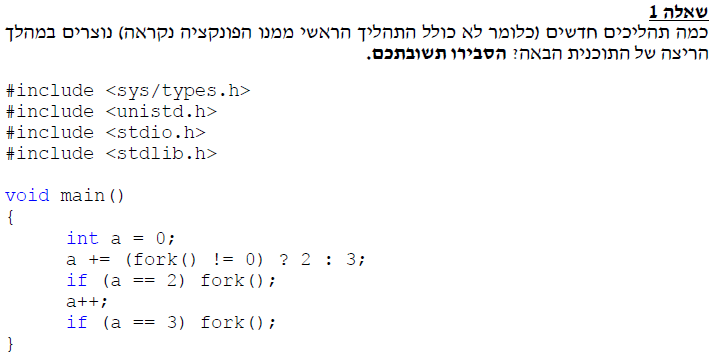 שאלה 1
כמה תהליכים חדשים (כלומר לא כולל התהליך הראשי ממנו הפונקציה נקראה) נוצרים במהלך
הריצה של התוכנית הבאה? הסבירו תשובתכם.
#include <sys/types.h>
#include <unistd.h>
#include <stdio.h>
#include <stdlib.h>
void main()
{
int a = 0;
a += (fork() != 0) ? 2 : 3;
if (a == 2) fork();
a++;
if (a == 3) fork();
}